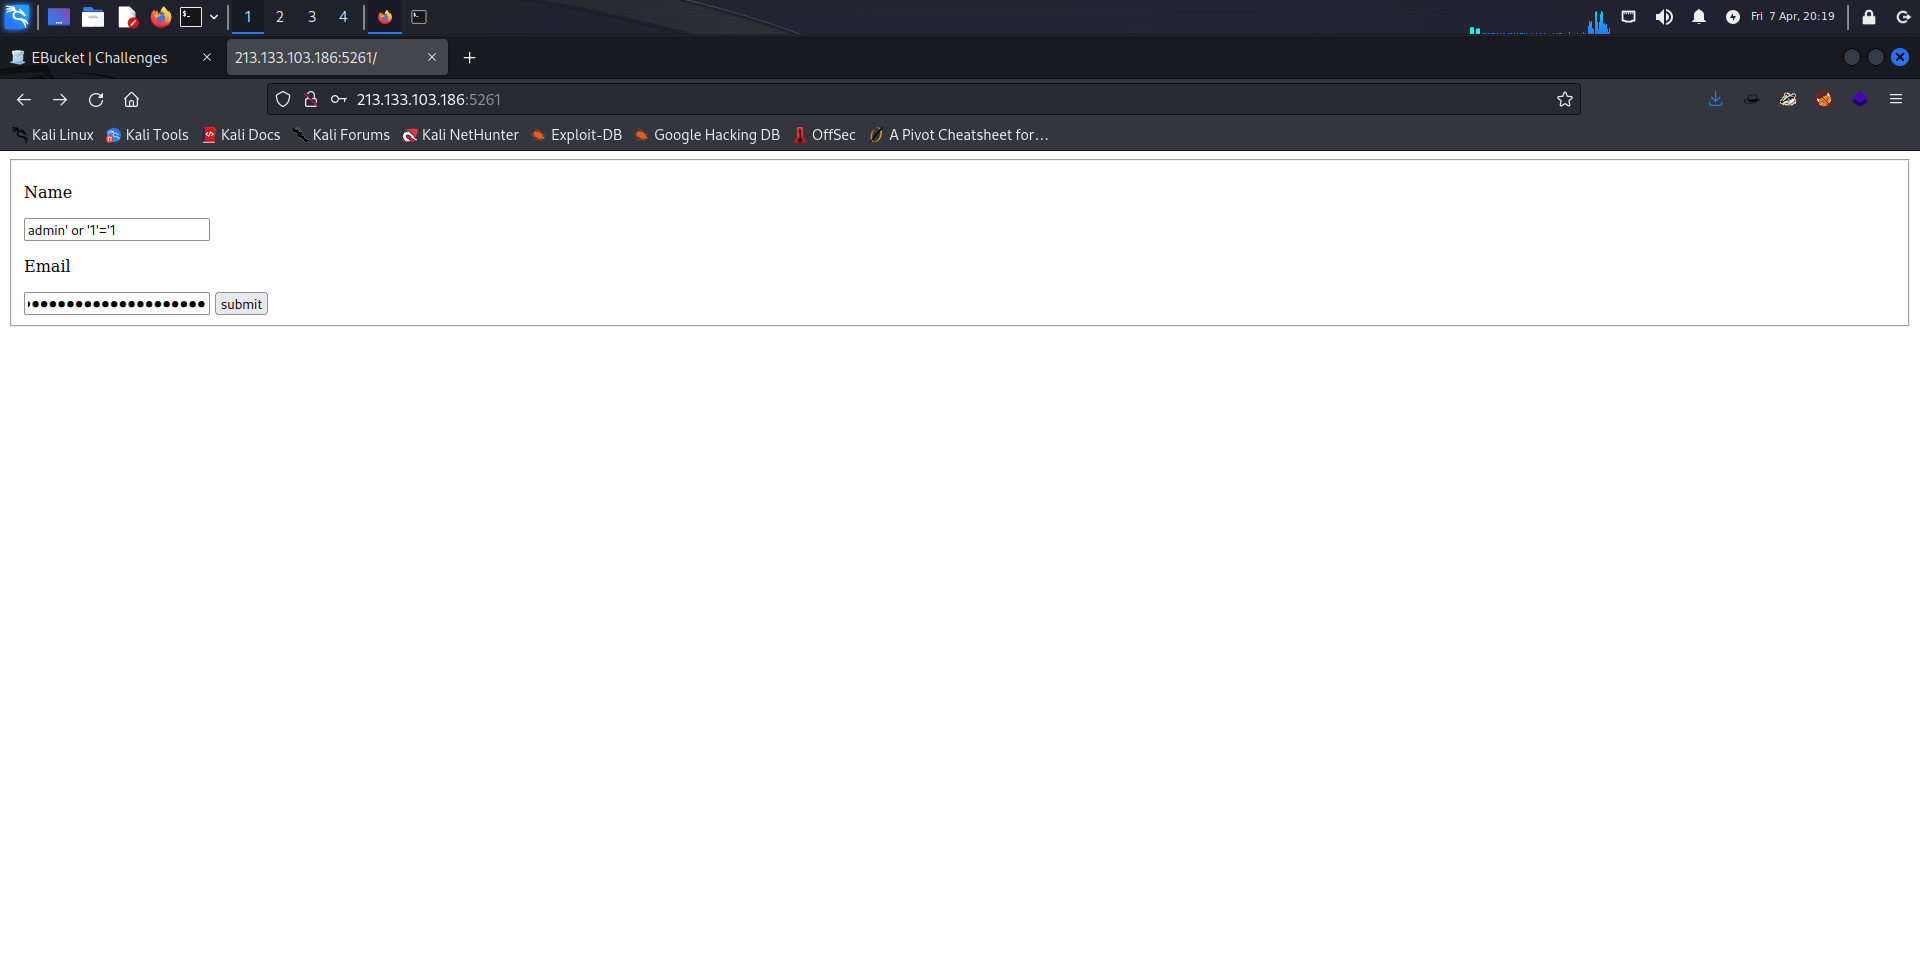 1 2 3 4 Fri 7 Apr, 20:19
EBucket | Challenges 213.133.103.186:5261/
213.133.103.186:5261
Kali Linux Kali Tools Kali Docs Kali Forums Kali NetHunter Exploit-DB Google Hacking DB OffSec A Pivot Cheatsheet for…
Name
admin' or '1'='1
Email
submit